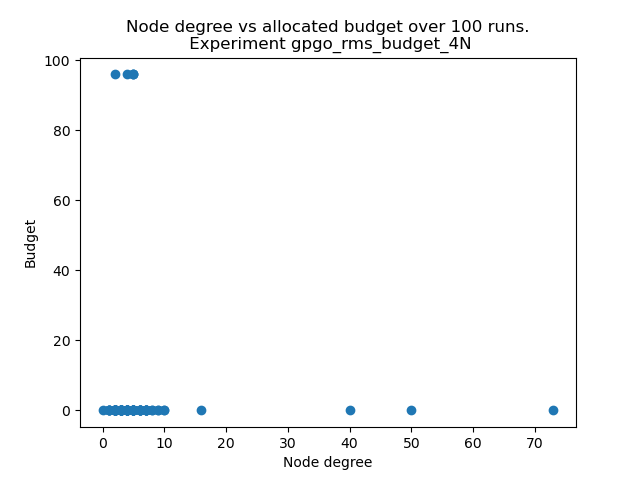 Node degree vs allocated budget over 100 runs.
Experiment gpgo_rms_budget_4N
100
80
60
40
20
0
Budget
0 10 20 30 40 50 60 70
Node degree